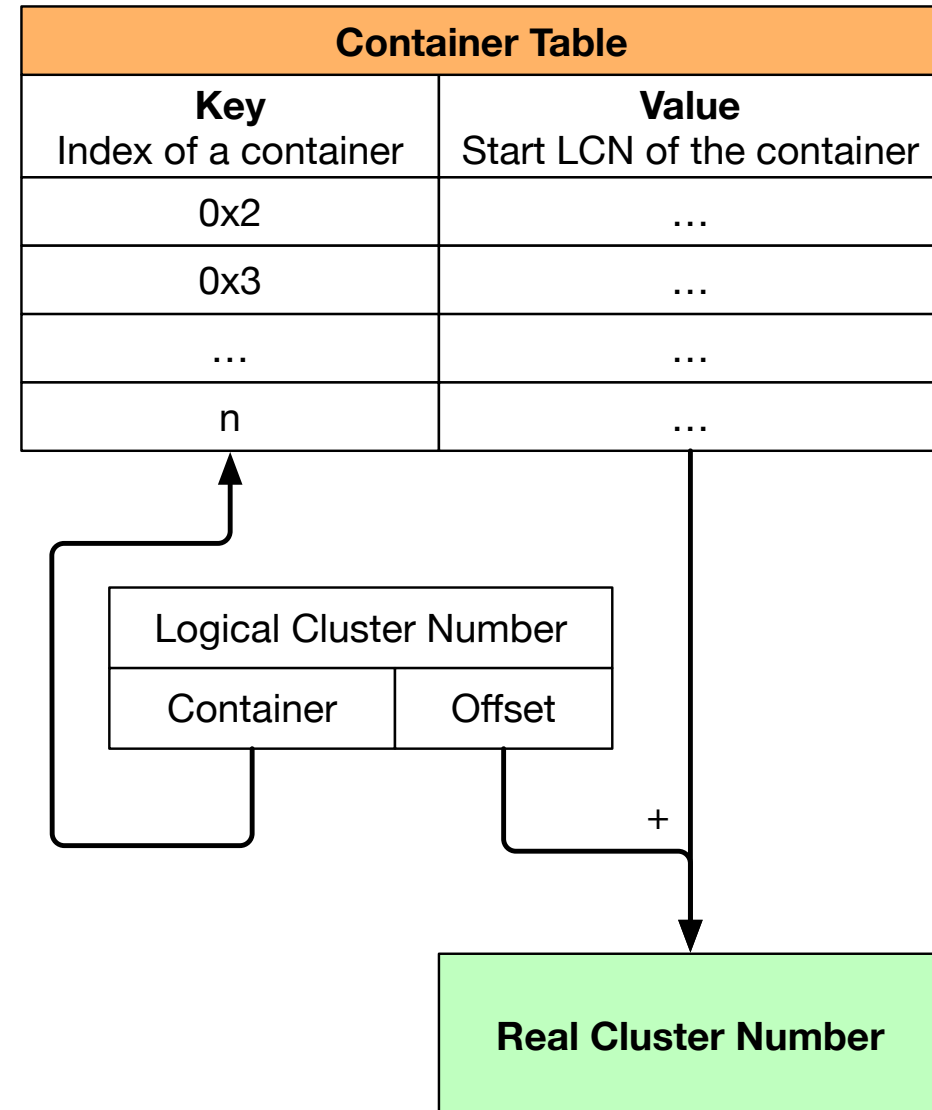 Container Table
Key
Value
Index of a container
Start LCN of the container
0x2
…
0x3
…
…
…
n
…
Logical Cluster Number
Container
Offset
+
Real Cluster Number